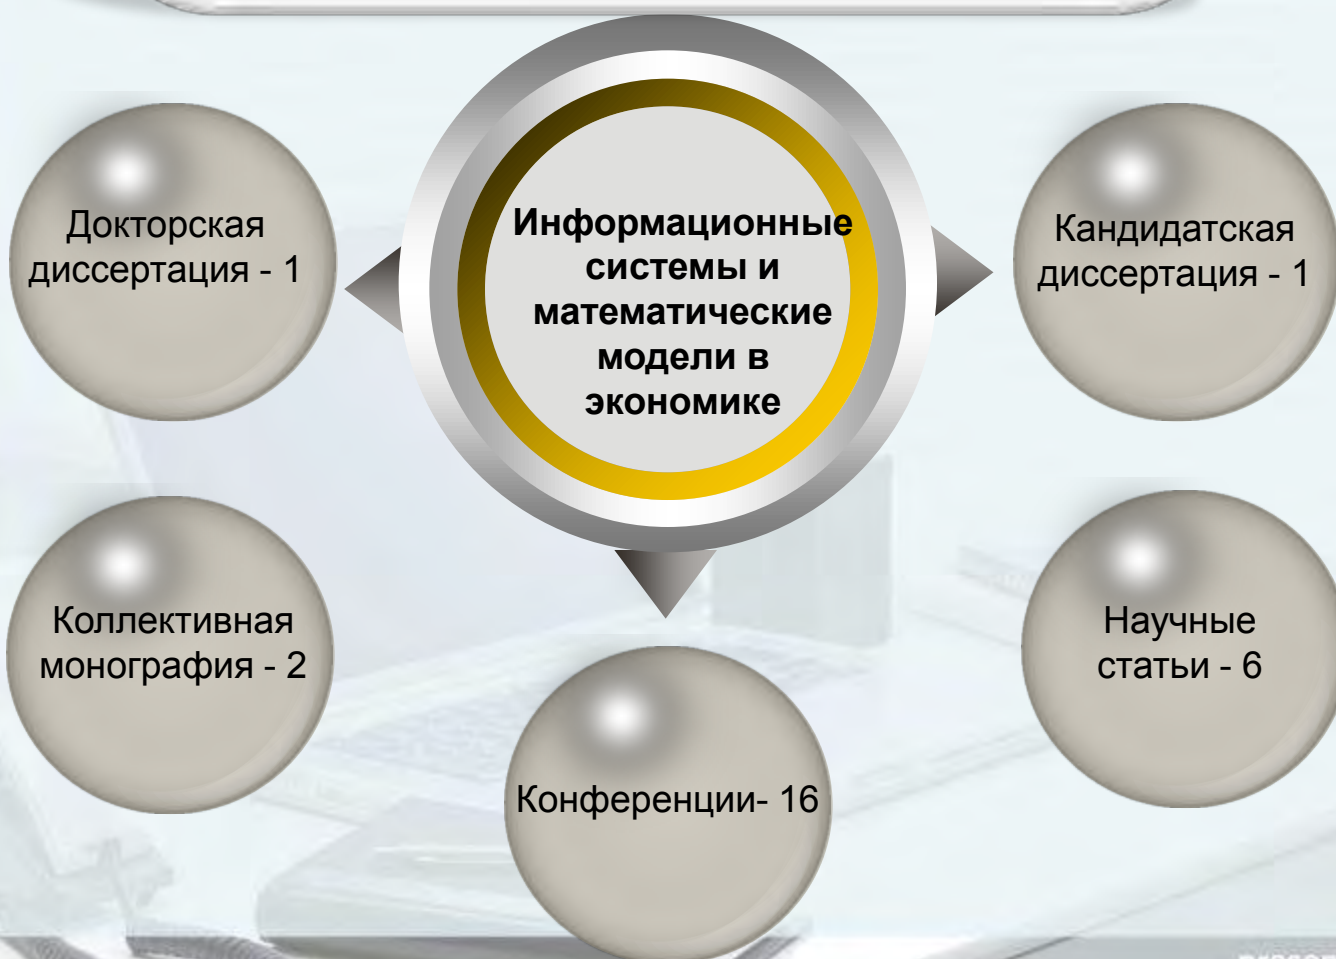 Информационные
системы и
математические
модели в
экономике
Докторская
диссертация - 1
Кандидатская
диссертация - 1
Коллективная
монография - 2
Научные
статьи - 6
Конференции- 16